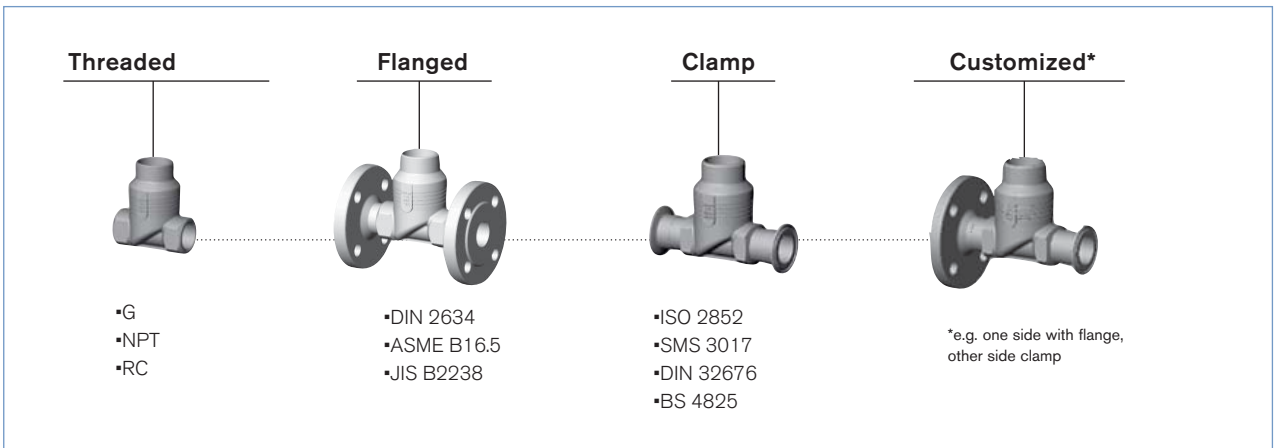 Threaded
Flanged
Clamp
Customized*
▪G
▪NPT
▪RC
▪DIN 2634
▪ASME B16.5
▪JIS B2238
▪ISO 2852
▪SMS 3017
▪DIN 32676
▪BS 4825
*e.g. one side with flange,
other side clamp